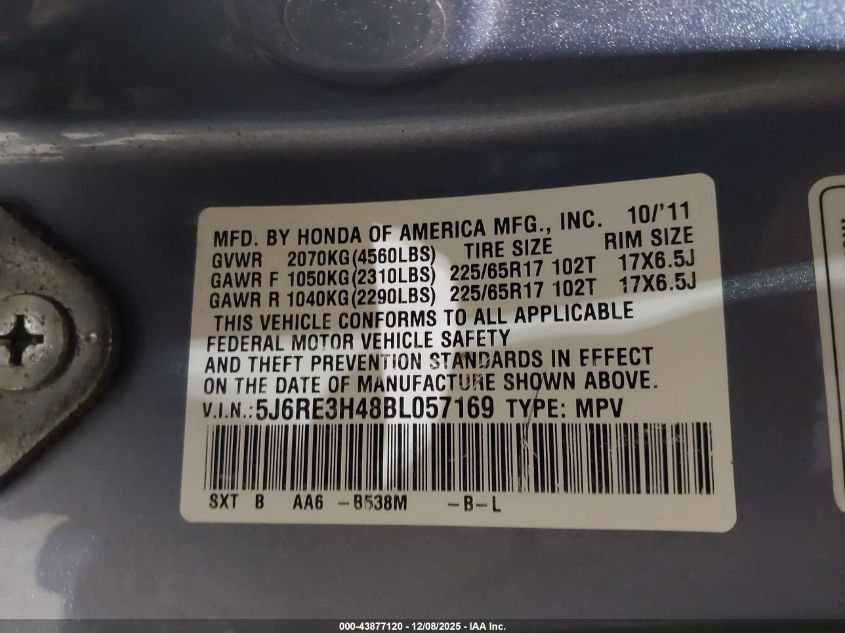 MFD. BY HONDA OF AMERICA MFG., INC. 10/'11
GVWR 2070KG(4560LBS) TIRE SIZE RIM SIZE
GAWR F 1050KG(2310LBS) 225/65R17 102T 17X6.5J
GAWR R 1040KG(2290LBS) 225/65R17 102T 17X6.5J
THIS VEHICLE CONFORMS TO ALL APPLICABLE
FEDERAL MOTOR VEHICLE SAFETY
AND THEFT PREVENTION STANDARDS IN EFFECT
ON THE DATE OF MANUFACTURE SHOWN ABOVE.
V.I.N.:5J6RE3H48BL057169 TYPE: MPV
SXT B AA6 -B538M -B-L
000-43877120 - 12/08/2025 - IAA Inc.